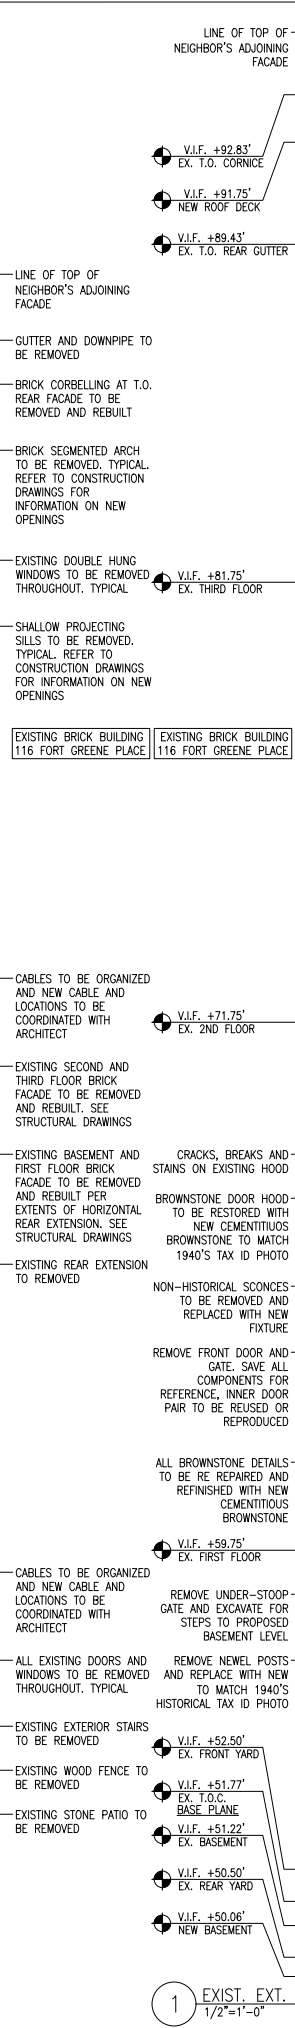 LINE OF TOP OF
NEIGHBOR'S ADJOINING
FACADE
V.I.F. +92.83'
EX. T.O. CORNICE
V.I.F. +91.75'
NEW ROOF DECK
V.I.F. +89.43'
EX. T.O. REAR GUTTER
LINE OF TOP OF
NEIGHBOR'S ADJOINING
FACADE
GUTTER AND DOWNPIPE TO
BE REMOVED
BRICK CORBELLING AT T.O.
REAR FACADE TO BE
REMOVED AND REBUILT
BRICK SEGMENTED ARCH
TO BE REMOVED. TYPICAL.
REFER TO CONSTRUCTION
DRAWINGS FOR
INFORMATION ON NEW
OPENINGS
EXISTING DOUBLE HUNG
WINDOWS TO BE REMOVED
THROUGHOUT. TYPICAL
V.I.F. +81.75'
EX. THIRD FLOOR
SHALLOW PROJECTING
SILLS TO BE REMOVED.
TYPICAL. REFER TO
CONSTRUCTION DRAWINGS
FOR INFORMATION ON NEW
OPENINGS
EXISTING BRICK BUILDING
116 FORT GREENE PLACE
EXISTING BRICK BUILDING
116 FORT GREENE PLACE
CABLES TO BE ORGANIZED
AND NEW CABLE AND
LOCATIONS TO BE
COORDINATED WITH
ARCHITECT
V.I.F. +71.75'
EX. 2ND FLOOR
EXISTING SECOND AND
THIRD FLOOR BRICK
FACADE TO BE REMOVED
AND REBUILT. SEE
STRUCTURAL DRAWINGS
EXISTING BASEMENT AND
FIRST FLOOR BRICK
FACADE TO BE REMOVED
AND REBUILT PER
EXTENTS OF HORIZONTAL
REAR EXTENSION. SEE
STRUCTURAL DRAWINGS
EXISTING REAR EXTENSION
TO REMOVED
CRACKS, BREAKS AND
STAINS ON EXISTING HOOD
BROWNSTONE DOOR HOOD
TO BE RESTORED WITH
NEW CEMENTITIUOS
BROWNSTONE TO MATCH
1940'S TAX ID PHOTO
NON-HISTORICAL SCONCES
TO BE REMOVED AND
REPLACED WITH NEW
FIXTURE
REMOVE FRONT DOOR AND
GATE. SAVE ALL
COMPONENTS FOR
REFERENCE, INNER DOOR
PAIR TO BE REUSED OR
REPRODUCED
ALL BROWNSTONE DETAILS
TO BE RE REPAIRED AND
REFINISHED WITH NEW
CEMENTITIOUS
BROWNSTONE
V.I.F. +59.75'
EX. FIRST FLOOR
CABLES TO BE ORGANIZED
AND NEW CABLE AND
LOCATIONS TO BE
COORDINATED WITH
ARCHITECT
REMOVE UNDER-STOOP
GATE AND EXCAVATE FOR
STEPS TO PROPOSED
BASEMENT LEVEL
ALL EXISTING DOORS AND
WINDOWS TO BE REMOVED
THROUGHOUT. TYPICAL
REMOVE NEWEL POSTS
AND REPLACE WITH NEW
TO MATCH 1940'S
HISTORICAL TAX ID PHOTO
EXISTING EXTERIOR STAIRS
TO BE REMOVED
EXISTING WOOD FENCE TO
BE REMOVED
EXISTING STONE PATIO TO
BE REMOVED
V.I.F. +52.50'
EX. FRONT YARD
V.I.F. +51.77'
EX. T.O.C.
BASE PLANE
V.I.F. +51.22'
EX. BASEMENT
V.I.F. +50.50'
EX. REAR YARD
V.I.F. +50.06'
NEW BASEMENT
1 EXIST. EXT.
1/2"=1'-0"